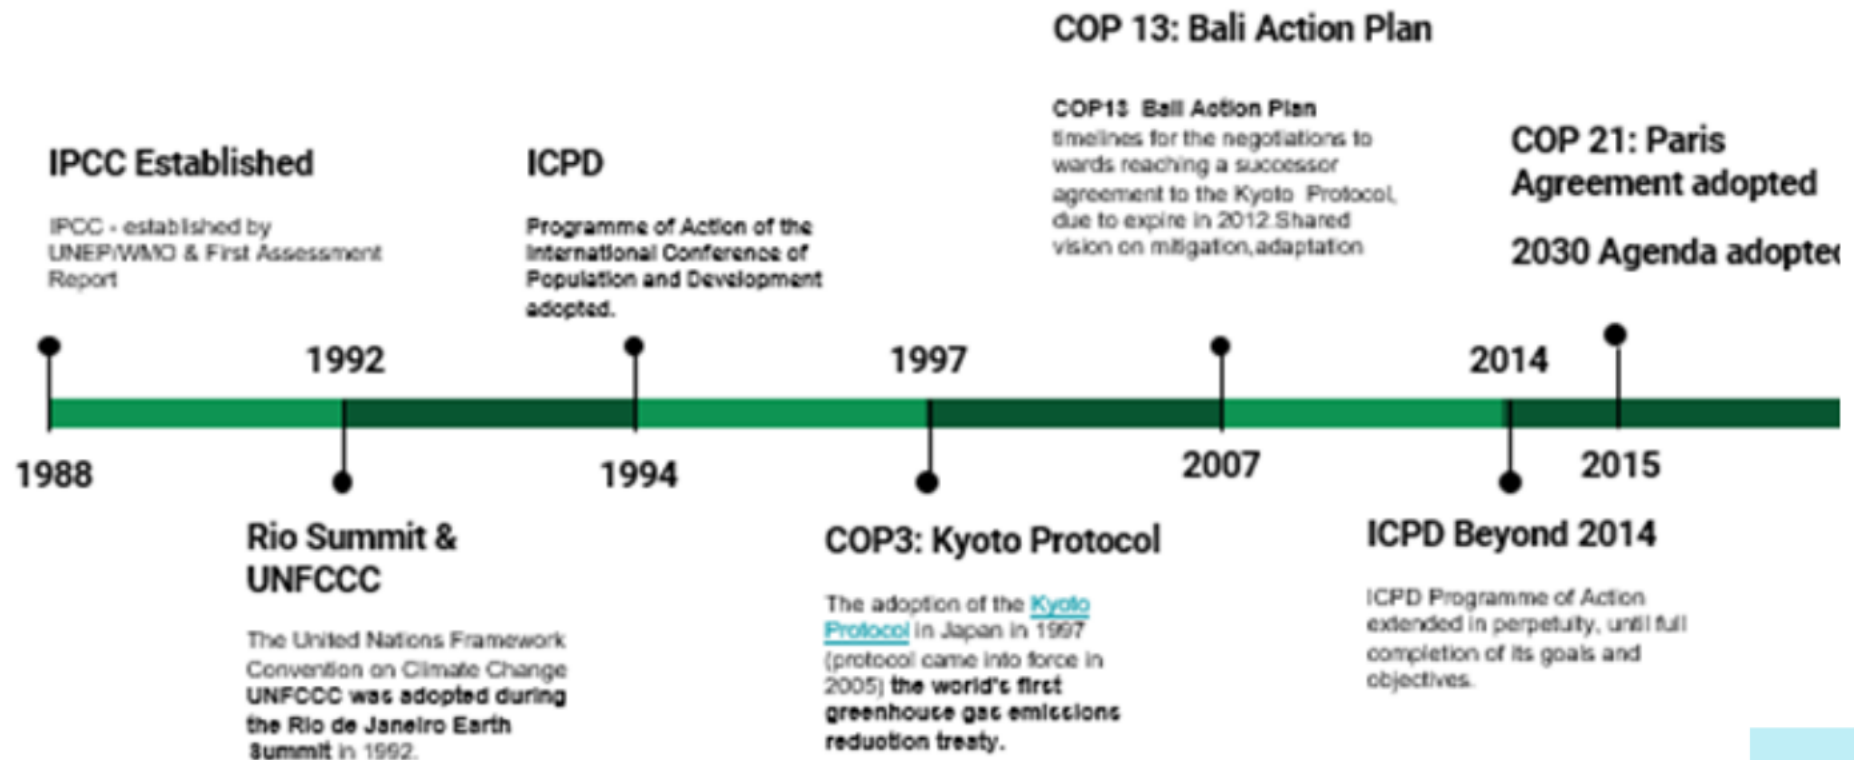 COP 13: Bali Action Plan
COP13 Bali Action Plan
timelines for the negotiations to
wards reaching a successor
agreement to the Kyoto Protocol,
due to expire in 2012.Shared
vision on mitigation,adaptation
COP 21: Paris
Agreement adopted
2030 Agenda adopted
IPCC Established
IPCC - established by
UNEP/WMO & First Assessment
Report
ICPD
Programme of Action of the
International Conference of
Population and Development
adopted.
1992
1997
2014
1988
1994
2007
2015
Rio Summit &
UNFCCC
The United Nations Framework
Convention on Climate Change
UNFCCC was adopted during
the Rio de Janeiro Earth
Summit in 1992.
COP3: Kyoto Protocol
The adoption of the Kyoto
Protocol in Japan in 1997
(protocol came into force in
2005) the world's first
greenhouse gas emissions
reduction treaty.
ICPD Beyond 2014
ICPD Programme of Action
extended in perpetuity, until full
completion of its goals and
objectives.